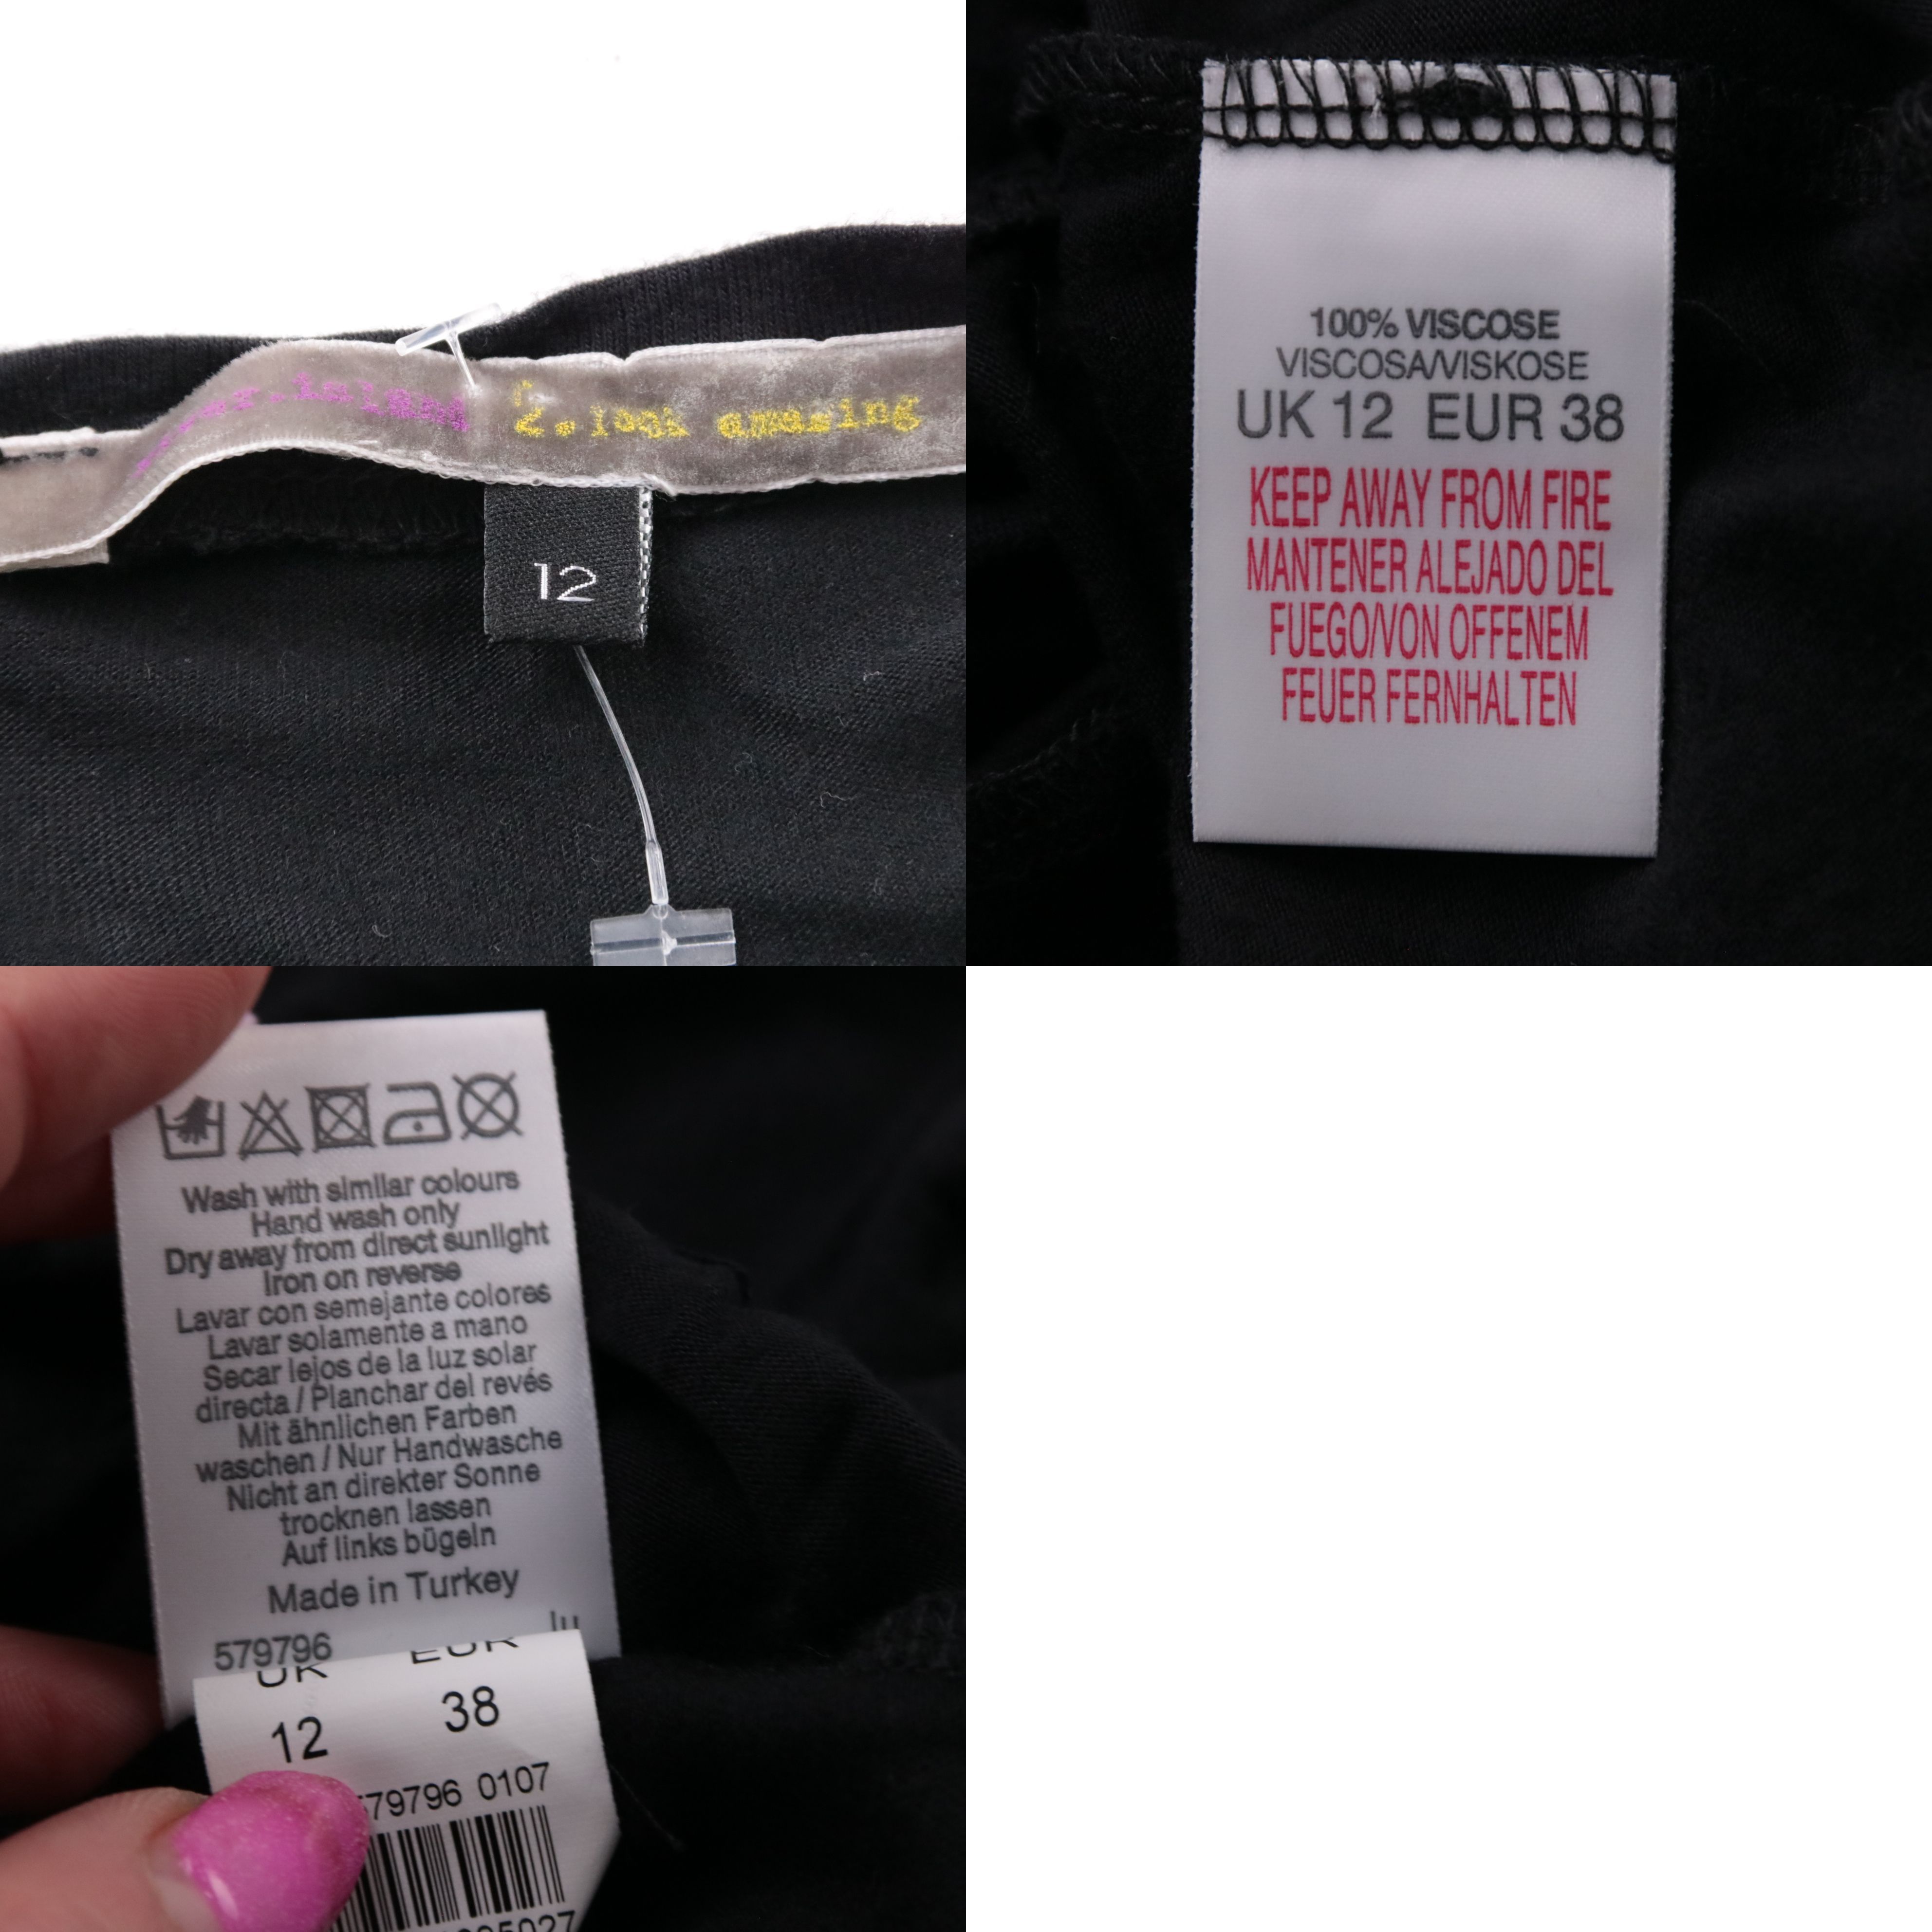 2.look amazing
12
100% VISCOSE
VISCOSA/VISKOSE
UK 12 EUR 38
KEEP AWAY FROM FIRE
MANTENER ALEJADO DEL
FUEGO/VON OFFENEM
FEUER FERNHALTEN
Wash with similar colours
Hand wash only
Dry away from direct sunlight
Iron on reverse
Lavar con semejante colores
Lavar solamente a mano
Secar lejos de la luz solar
directa / Planchar del revés
Mit ähnlichen Farben
waschen / Nur Handwasche
Nicht an direkter Sonne
trocknen lassen
Auf links bügeln
Made in Turkey
579796
UK EUR
12 38
79796 0107